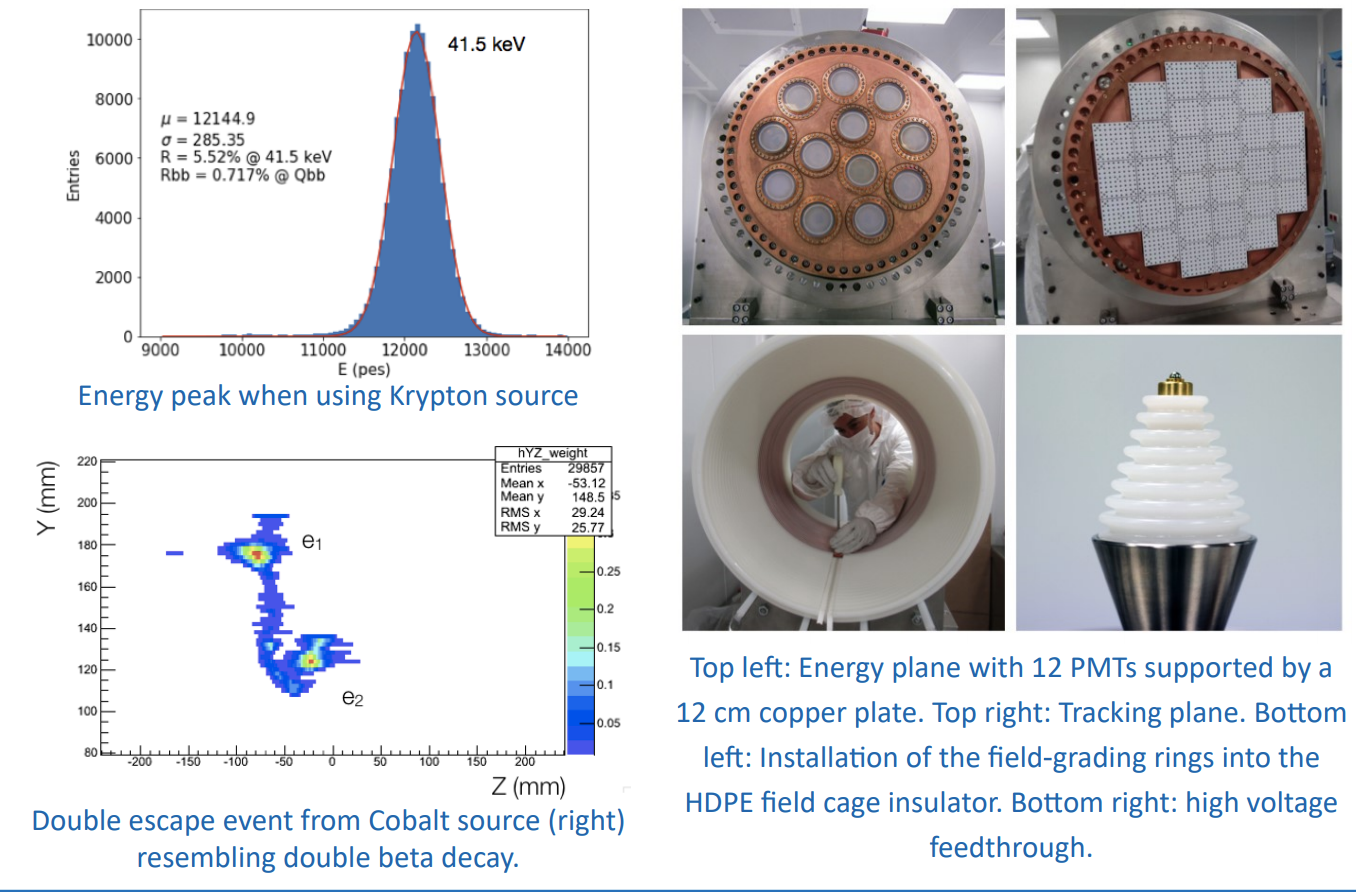 10000
8000
6000
4000
2000
0
Entries
41.5 keV
μ = 12144.9
σ = 285.35
R = 5.52% @ 41.5 keV
Rbb = 0.717% @ Qbb
9000 10000 11000 12000 13000 14000
E (pes)
Energy peak when using Krypton source
hYZ_weight
Entries 29857
Mean x -53.12
Mean y 148.5
RMS x 29.24
RMS y 25.77
Y (mm)
220
200
180
160
140
120
100
80
e1
e2
0.25
0.2
0.15
0.1
0.05
-200 -150 -100 -50 0 50 100 150 200
Z (mm)
Double escape event from Cobalt source (right)
resembling double beta decay.
Top left: Energy plane with 12 PMTs supported by a
12 cm copper plate. Top right: Tracking plane. Bottom
left: Installation of the field-grading rings into the
HDPE field cage insulator. Bottom right: high voltage
feedthrough.